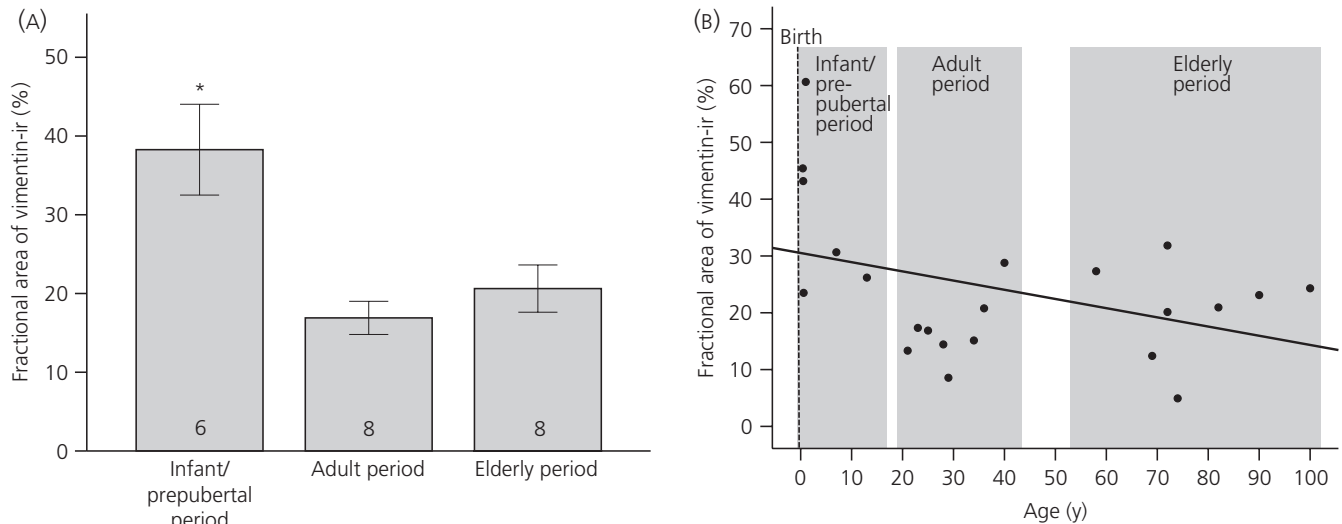 (A)
Fractional area of vimentin-ir (%)
50
40
30
20
10
0
*
6
8
8
Infant/
prepubertal
period
Adult period
Elderly period
(B)
Fractional area of vimentin-ir (%)
70
60
50
40
30
20
10
0
Birth
Infant/
pre-
pubertal
period
Adult
period
Elderly
period
0 10 20 30 40 50 60 70 80 90 100
Age (y)